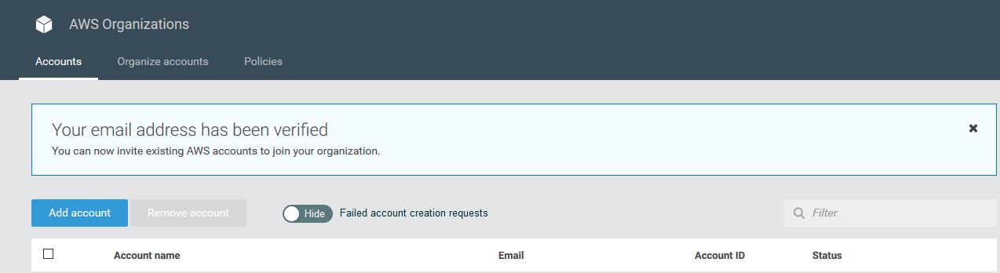 AWS Organizations
Accounts Organize accounts Policies
Your email address has been verified
You can now invite existing AWS accounts to join your organization.
Add account Remove account Hide Failed account creation requests Filter
Account name Email Account ID Status